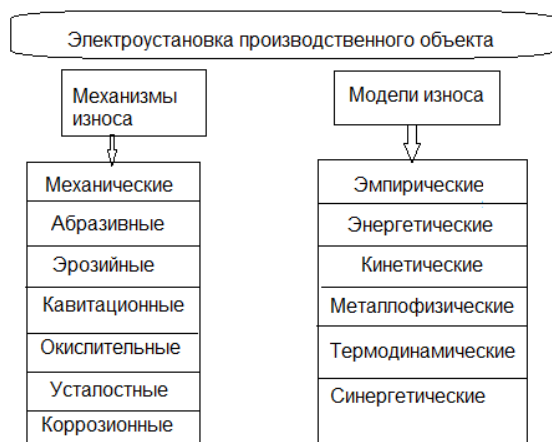 Электроустановка производственного объекта
Механизмы
износа
Модели износа
Механические
Абразивные
Эрозийные
Кавитационные
Окислительные
Усталостные
Коррозионные
Эмпирические
Энергетические
Кинетические
Металлофизические
Термодинамические
Синергетические